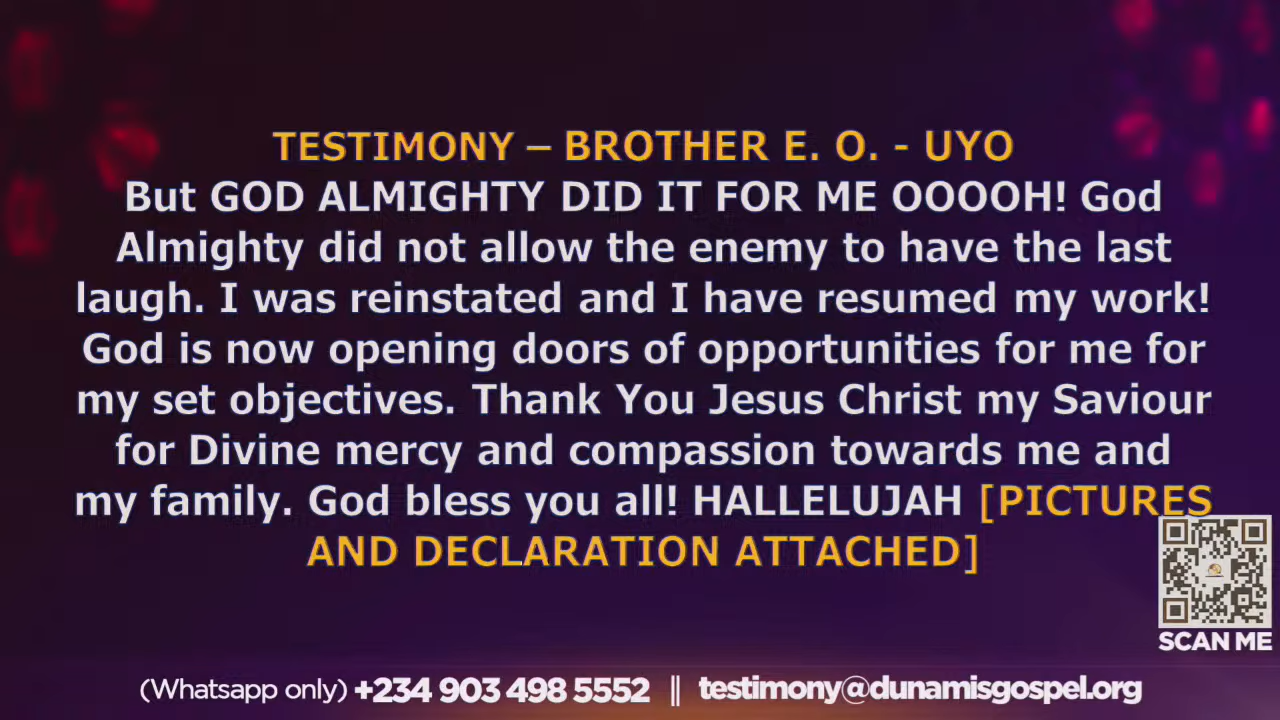 TESTIMONY – BROTHER E. O. - UYO
But GOD ALMIGHTY DID IT FOR ME OOOOH! God
Almighty did not allow the enemy to have the last
laugh. I was reinstated and I have resumed my work!
God is now opening doors of opportunities for me for
my set objectives. Thank You Jesus Christ my Saviour
for Divine mercy and compassion towards me and
my family. God bless you all! HALLELUJAH [PICTURES
AND DECLARATION ATTACHED]
SCAN ME
(Whatsapp only) +234 903 498 5552 || testimony@dunamisgospel.org